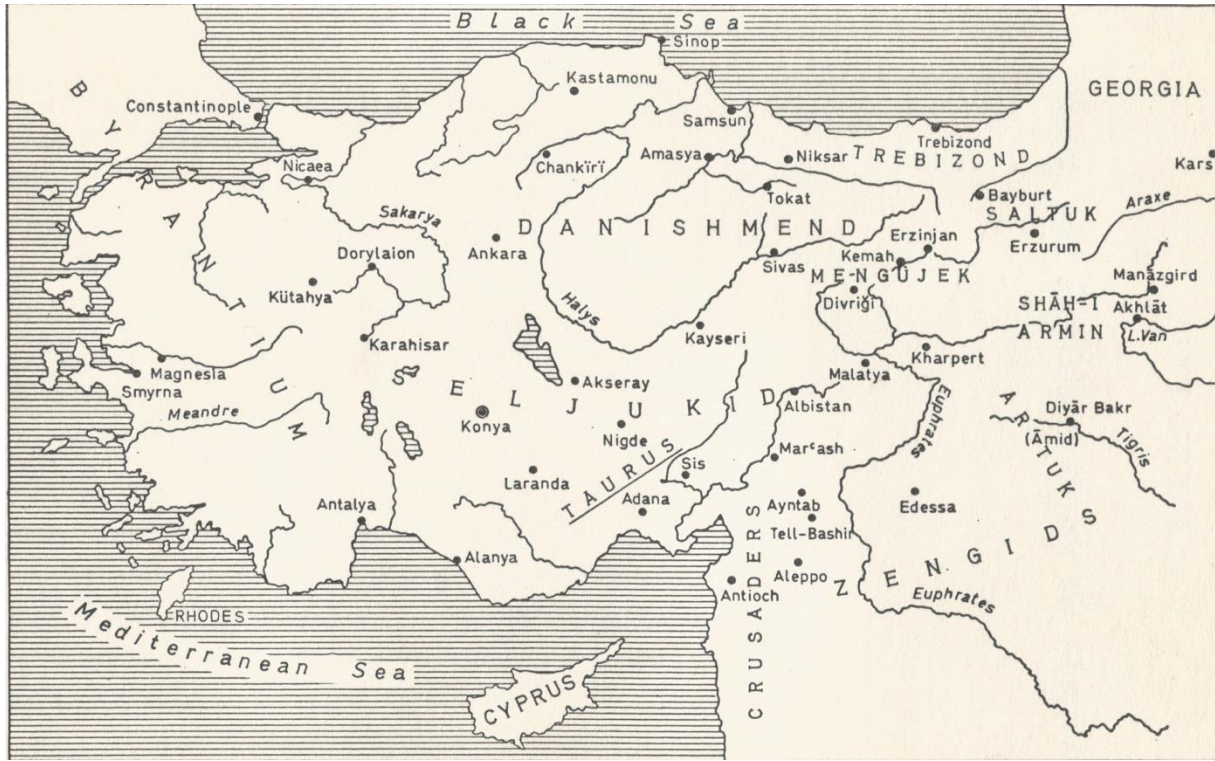 Black Sea
Sinop
Kastamonu
GEORGIA
Constantinople
Samsun
Trebizond
TREBIZOND
Niksar
Amasya
Chankïrï
Kars
Nicaea
BYZANTIUM
Bayburt
Tokat
SALTUK
Araxe
Sakarya
DANISHMEND
Ankara
Erzinjan
Erzurum
Dorylaion
Sivas
Kemah
MENGÜJEK
Manāzgird
Kütahya
Divriği
Halys
SHĀH-I
ARMIN
Akhlāt
L.Van
Kayseri
Karahisar
Kharpert
Magnesia
Smyrna
Malatya
Akseray
SELJUKID
Albistan
Euphrates
Meandre
Konya
Nigde
ARTUKS
Diyār Bakr
(Āmid)
Tigris
TAURUS
Marᶜash
Sis
Laranda
Adana
Antalya
Ayntab
Edessa
Tell-Bashir
CRUSADERS
Alanya
Aleppo
ZENGIDS
Antioch
Euphrates
RHODES
Mediterranean Sea
CYPRUS